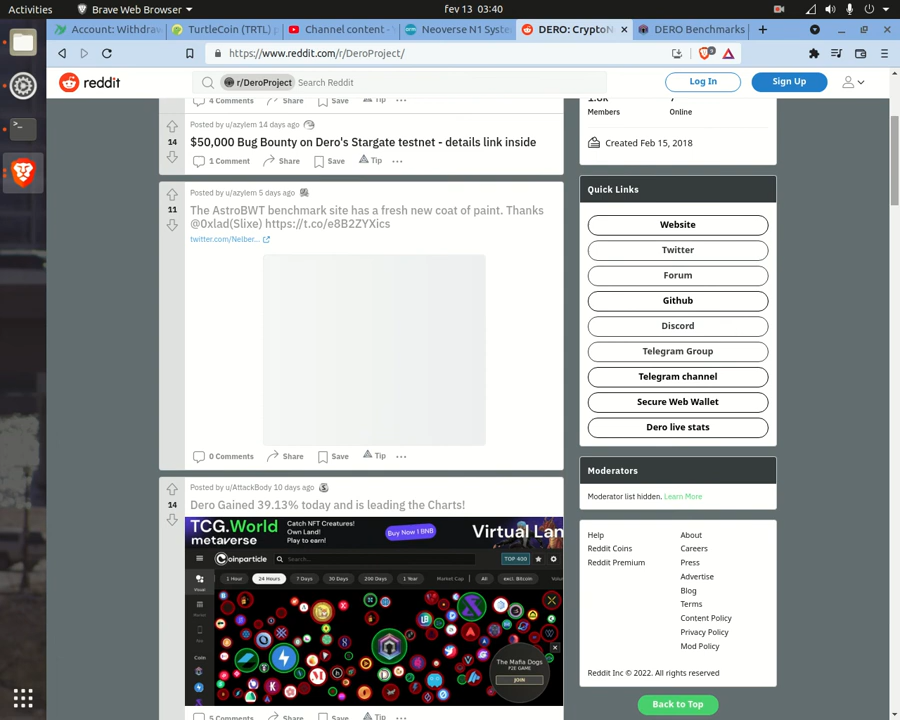 Activities
Brave Web Browser
fev 13 03:40
Account: Withdraw
TurtleCoin (TRTL) p
Channel content - Y
Neoverse N1 Syste
DERO: CryptoN
DERO Benchmarks
https://www.reddit.com/r/DeroProject/
reddit
r/DeroProject
Search Reddit
Log In
Sign Up
4 Comments
Share
Save
Tip
Posted by u/azylem 14 days ago
14
$50,000 Bug Bounty on Dero's Stargate testnet - details link inside
1 Comment
Share
Save
Tip
Posted by u/azylem 5 days ago
11
The AstroBWT benchmark site has a fresh new coat of paint. Thanks
@0xlad(Slixe) https://t.co/e8B2ZYXics
twitter.com/Neiber...
0 Comments
Share
Save
Tip
Posted by u/AttackBody 10 days ago
14
Dero Gained 39.13% today and is leading the Charts!
TCG.World
metaverse
Catch NFT Creatures!
Own Land!
Play to earn!
Buy Now I BNB
Virtual Lan
Coinparticle
Search...
TOP 400
1 Hour
24 Hours
7 Days
30 Days
200 Days
1 Year
Market Cap
All
excl. Bitcoin
The Mafia Dogs
P2E GAME
JOIN
5 Comments
Share
Save
Tip
1.8K
7
Members
Online
Created Feb 15, 2018
Quick Links
Website
Twitter
Forum
Github
Discord
Telegram Group
Telegram channel
Secure Web Wallet
Dero live stats
Moderators
Moderator list hidden. Learn More
Help
Reddit Coins
Reddit Premium
About
Careers
Press
Advertise
Blog
Terms
Content Policy
Privacy Policy
Mod Policy
Reddit Inc © 2022. All rights reserved
Back to Top